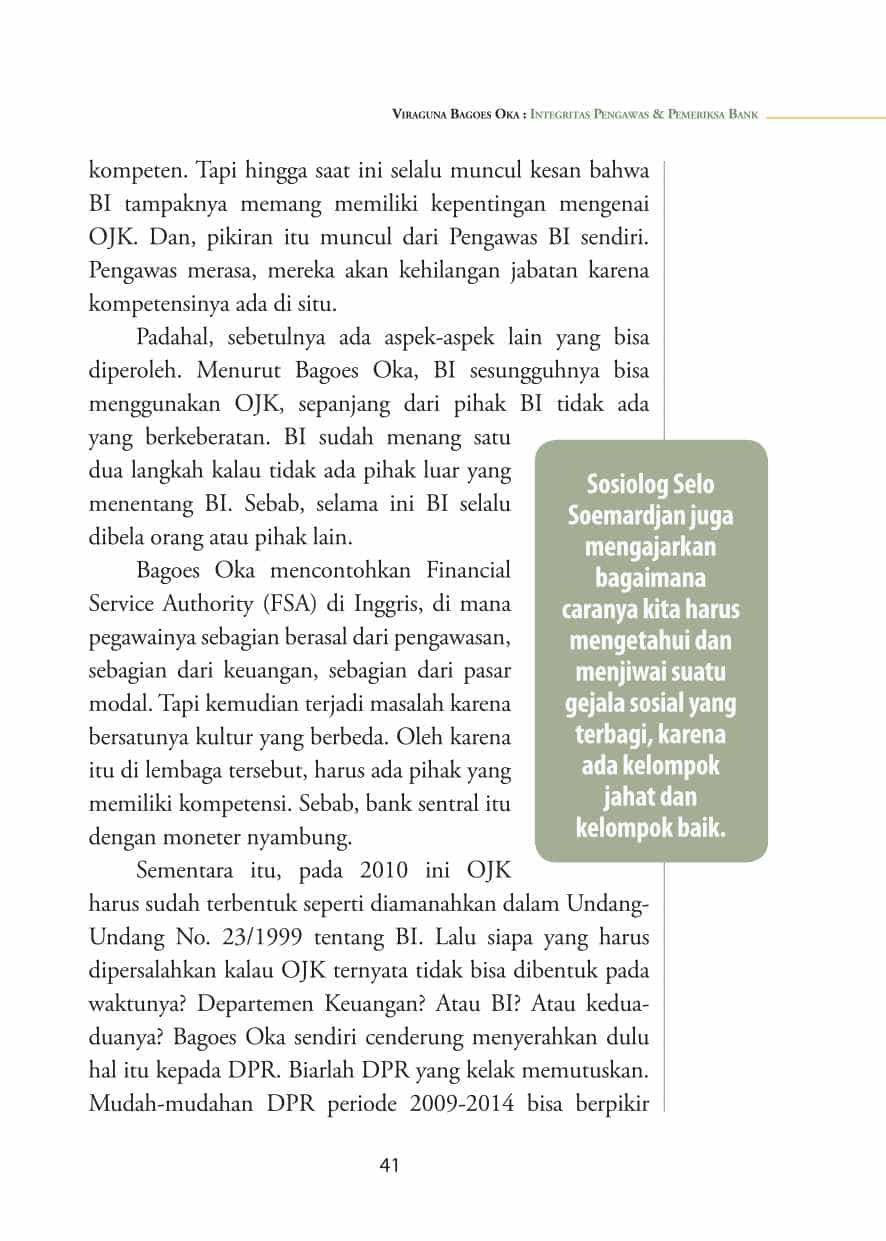 VIRAGUNA BAGOES OKA : INTEGRITAS PENGAWAS & PEMERIKSA BANK
kompeten. Tapi hingga saat ini selalu muncul kesan bahwa
BI tampaknya memang memiliki kepentingan mengenai
OJK. Dan, pikiran itu muncul dari Pengawas BI sendiri.
Pengawas merasa, mereka akan kehilangan jabatan karena
kompetensinya ada di situ.
Padahal, sebetulnya ada aspek-aspek lain yang bisa
diperoleh. Menurut Bagoes Oka, BI sesungguhnya bisa
menggunakan OJK, sepanjang dari pihak BI tidak ada
yang berkeberatan. BI sudah menang satu
dua langkah kalau tidak ada pihak luar yang
menentang BI. Sebab, selama ini BI selalu
dibela orang atau pihak lain.
Bagoes Oka mencontohkan Financial
Service Authority (FSA) di Inggris, di mana
pegawainya sebagian berasal dari pengawasan,
sebagian dari keuangan, sebagian dari pasar
modal. Tapi kemudian terjadi masalah karena
bersatunya kultur yang berbeda. Oleh karena
itu di lembaga tersebut, harus ada pihak yang
memiliki kompetensi. Sebab, bank sentral itu
dengan moneter nyambung.
Sementara itu, pada 2010 ini OJK
harus sudah terbentuk seperti diamanahkan dalam Undang-
Undang No. 23/1999 tentang BI. Lalu siapa yang harus
dipersalahkan kalau OJK ternyata tidak bisa dibentuk pada
waktunya? Departemen Keuangan? Atau BI? Atau kedua-
duanya? Bagoes Oka sendiri cenderung menyerahkan dulu
hal itu kepada DPR. Biarlah DPR yang kelak memutuskan.
Mudah-mudahan DPR periode 2009-2014 bisa berpikir
Sosiolog Selo
Soemardjan juga
mengajarkan
bagaimana
caranya kita harus
mengetahui dan
menjiwai suatu
gejala sosial yang
terbagi, karena
ada kelompok
jahat dan
kelompok baik.
41